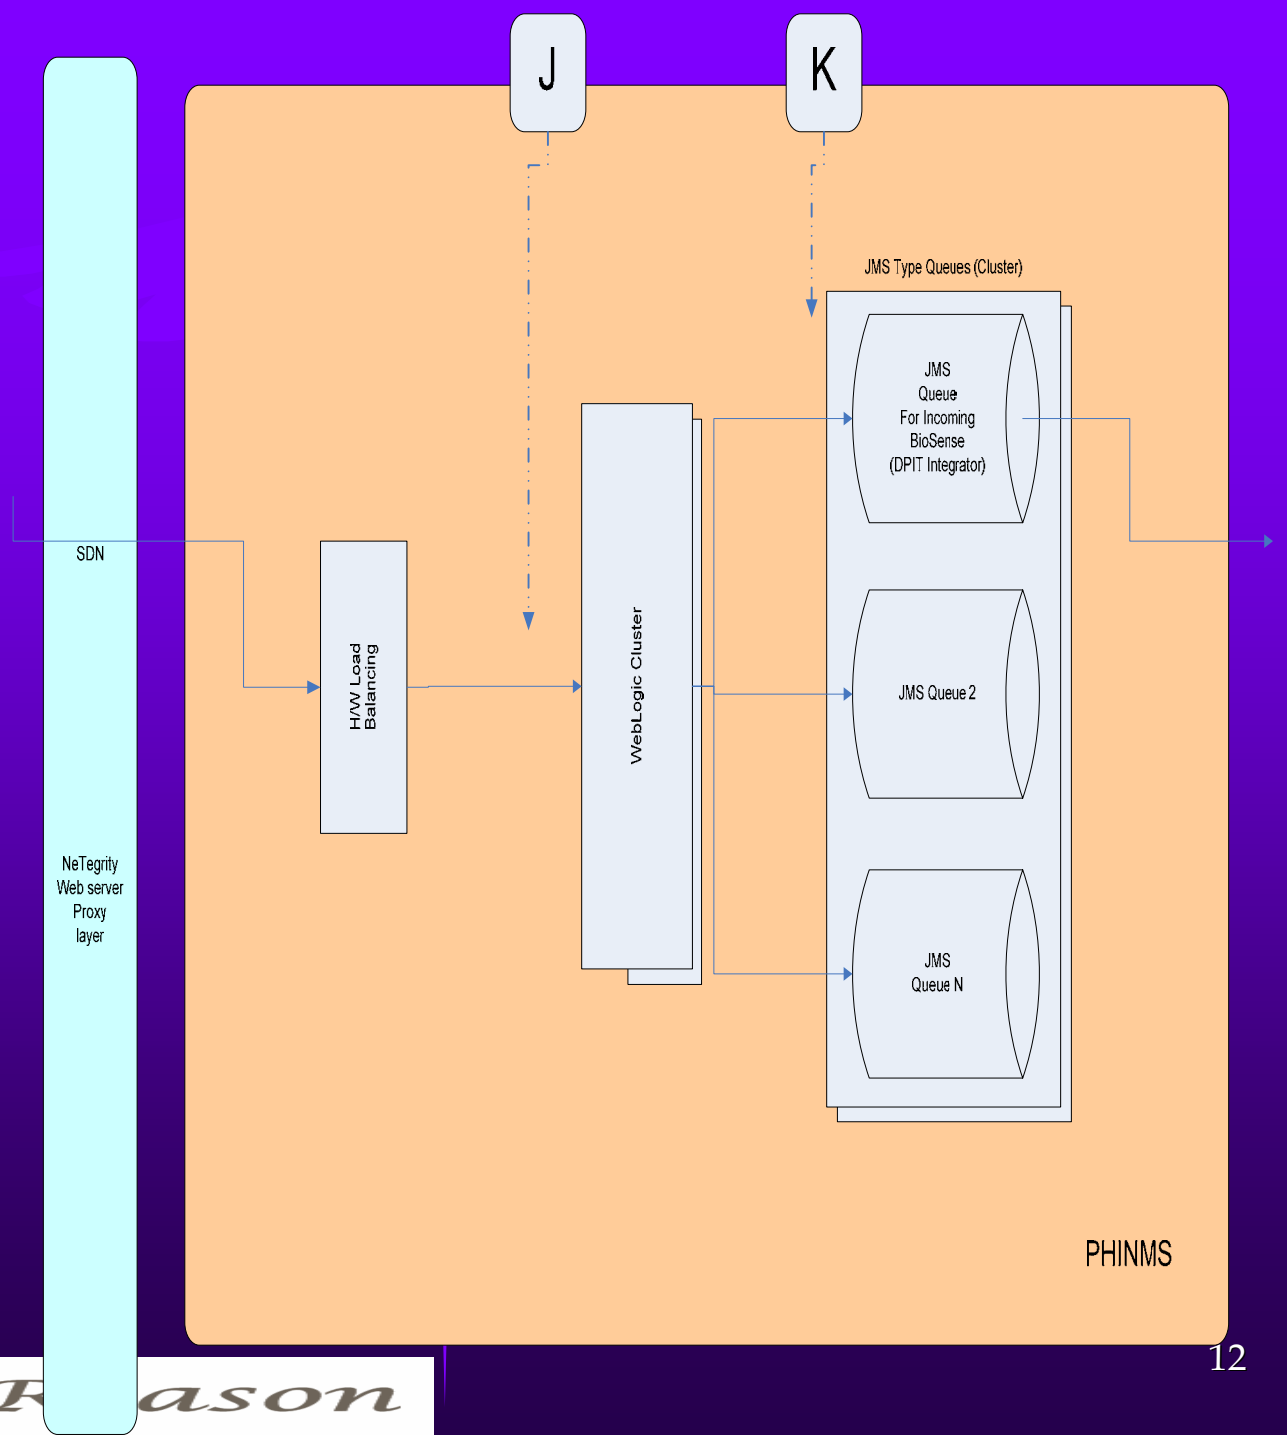 J
K
JMS Type Queues (Cluster)
JMS
Queue
For Incoming
BioSense
(DPIT Integrator)
SDN
H/W Load
Balancing
WebLogic Cluster
JMS Queue 2
NeTegrity
Web server
Proxy
layer
JMS
Queue N
PHINMS
12
ason